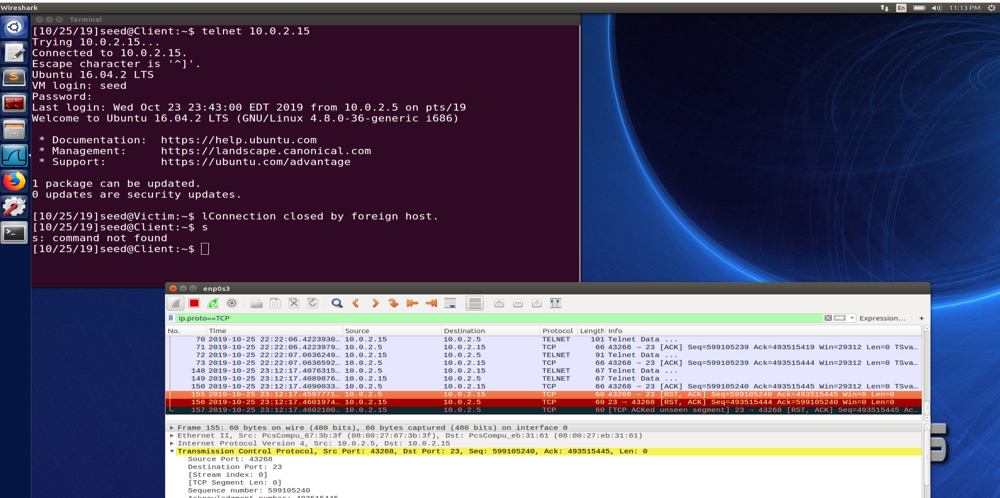 Wireshark
En
11:13 PM
Terminal
[10/25/19]seed@Client:~$ telnet 10.0.2.15
Trying 10.0.2.15...
Connected to 10.0.2.15.
Escape character is '^]'.
Ubuntu 16.04.2 LTS
VM login: seed
Password:
Last login: Wed Oct 23 23:43:00 EDT 2019 from 10.0.2.5 on pts/19
Welcome to Ubuntu 16.04.2 LTS (GNU/Linux 4.8.0-36-generic i686)
* Documentation:  https://help.ubuntu.com
* Management:     https://landscape.canonical.com
* Support:        https://ubuntu.com/advantage
1 package can be updated.
0 updates are security updates.
[10/25/19]seed@Victim:~$ lConnection closed by foreign host.
[10/25/19]seed@Client:~$ s
s: command not found
[10/25/19]seed@Client:~$
enp0s3
ip.proto==TCP
Expression... +
No. Time Source Destination Protocol Length Info
70 2019-10-25 22:22:06.4223930... 10.0.2.15 10.0.2.5 TELNET 101 Telnet Data ...
71 2019-10-25 22:22:06.4223979... 10.0.2.5 10.0.2.15 TCP 66 43268 → 23 [ACK] Seq=599105239 Ack=493515419 Win=29312 Len=0 TSva...
72 2019-10-25 22:22:07.0636249... 10.0.2.15 10.0.2.5 TELNET 91 Telnet Data ...
73 2019-10-25 22:22:07.0636592... 10.0.2.5 10.0.2.15 TCP 66 43268 → 23 [ACK] Seq=599105239 Ack=493515444 Win=29312 Len=0 TSva...
148 2019-10-25 23:12:17.4076315... 10.0.2.5 10.0.2.15 TELNET 67 Telnet Data ...
149 2019-10-25 23:12:17.4089876... 10.0.2.15 10.0.2.5 TELNET 67 Telnet Data ...
150 2019-10-25 23:12:17.4090033... 10.0.2.5 10.0.2.15 TCP 66 43268 → 23 [ACK] Seq=599105240 Ack=493515445 Win=29312 Len=0 TSva...
155 2019-10-25 23:12:17.4597771... 10.0.2.5 10.0.2.15 TCP 60 43268 → 23 [RST, ACK] Seq=599105240 Ack=493515445 Win=0 Len=0
156 2019-10-25 23:12:17.4601974... 10.0.2.15 10.0.2.5 TCP 60 23 → 43268 [RST, ACK] Seq=493515444 Ack=599105240 Win=0 Len=0
157 2019-10-25 23:12:17.4602100... 10.0.2.15 10.0.2.5 TCP 60 [TCP ACKed unseen segment] 23 → 43268 [RST, ACK] Seq=493515445 Ac...
Frame 155: 60 bytes on wire (480 bits), 60 bytes captured (480 bits) on interface 0
Ethernet II, Src: PcsCompu_67:3b:3f (08:00:27:67:3b:3f), Dst: PcsCompu_eb:31:61 (08:00:27:eb:31:61)
Internet Protocol Version 4, Src: 10.0.2.5, Dst: 10.0.2.15
Transmission Control Protocol, Src Port: 43268, Dst Port: 23, Seq: 599105240, Ack: 493515445, Len: 0
Source Port: 43268
Destination Port: 23
[Stream index: 0]
[TCP Segment Len: 0]
Sequence number: 599105240
Acknowledgment number: 493515445